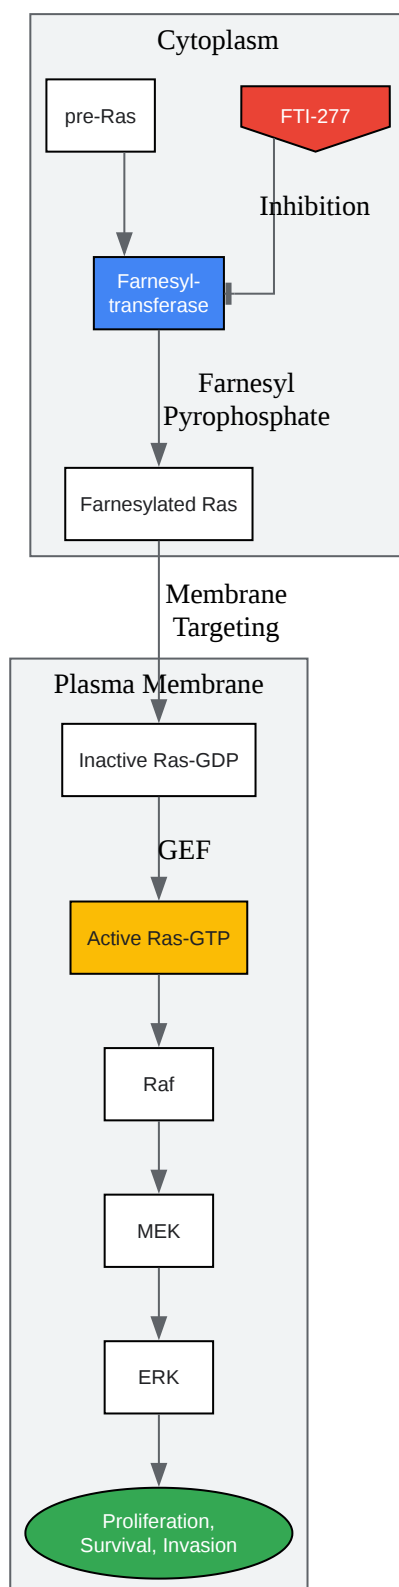 Cytoplasm
pre-Ras
FTI-277
Inhibition
Farnesyl-
transferase
Farnesyl
Pyrophosphate
Farnesylated Ras
Membrane
Targeting
Plasma Membrane
Inactive Ras-GDP
GEF
Active Ras-GTP
Raf
MEK
ERK
Proliferation,
Survival, Invasion